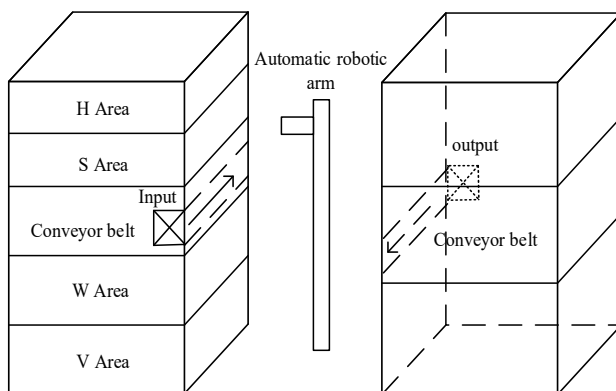 H Area
S Area
Input
Conveyor belt
W Area
V Area
Automatic robotic
arm
output
Conveyor belt